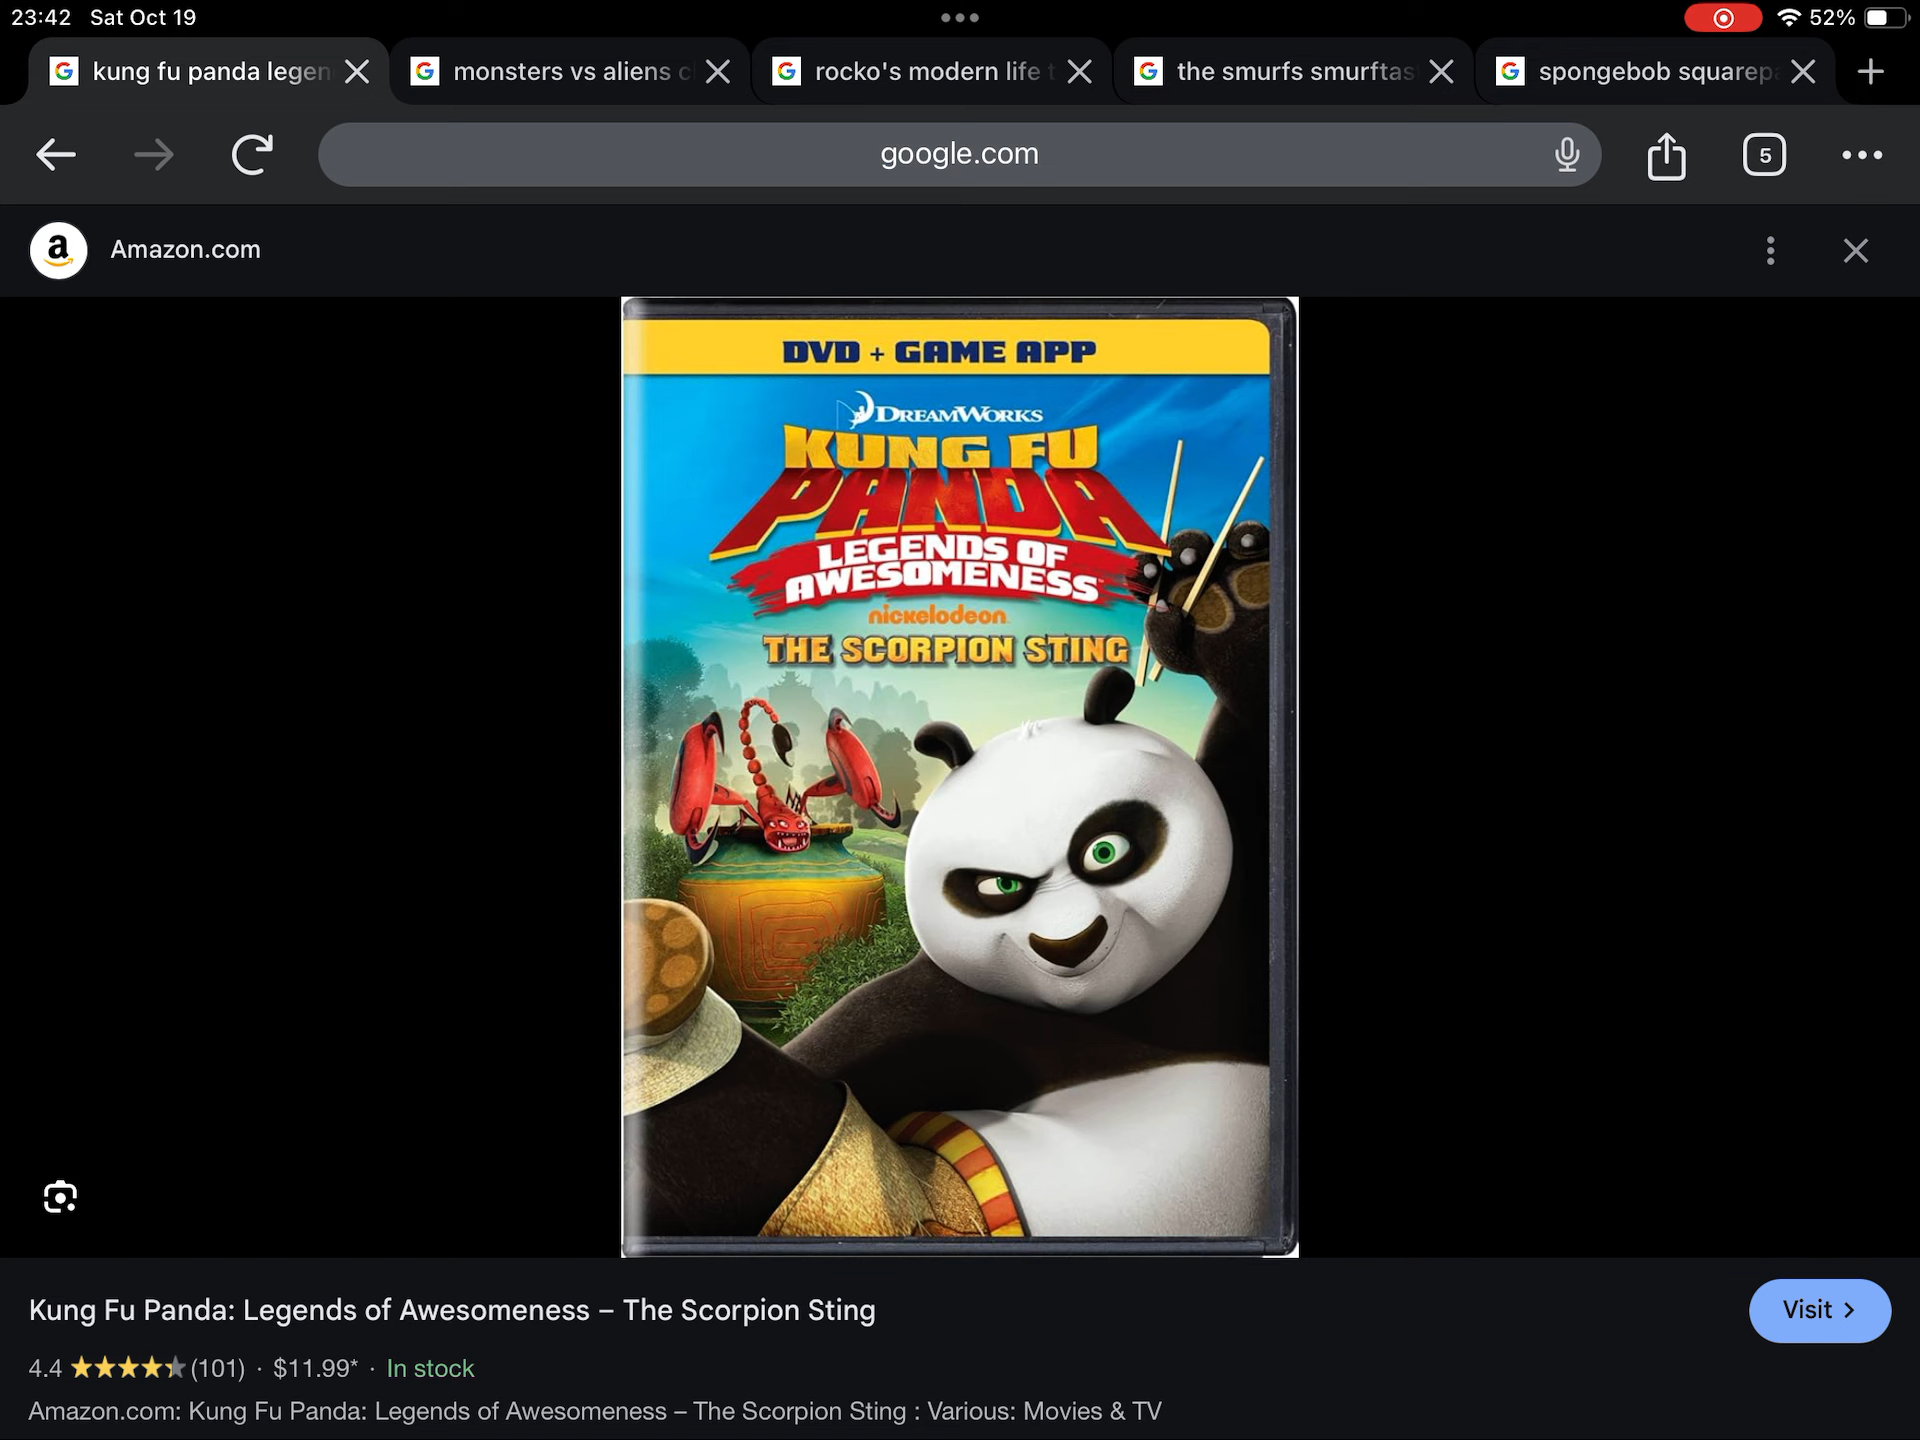 23:42 Sat Oct 19
52%
kung fu panda legen
monsters vs aliens c
rocko's modern life t
the smurfs smurftas
spongebob squarepa
google.com
5
a Amazon.com
DVD + GAME APP
DREAMWORKS
KUNG FU
PANDA
LEGENDS OF
AWESOMENESS™
nickelodeon
THE SCORPION STING
Kung Fu Panda: Legends of Awesomeness – The Scorpion Sting
Visit
4.4 (101) · $11.99* · In stock
Amazon.com: Kung Fu Panda: Legends of Awesomeness – The Scorpion Sting : Various: Movies & TV